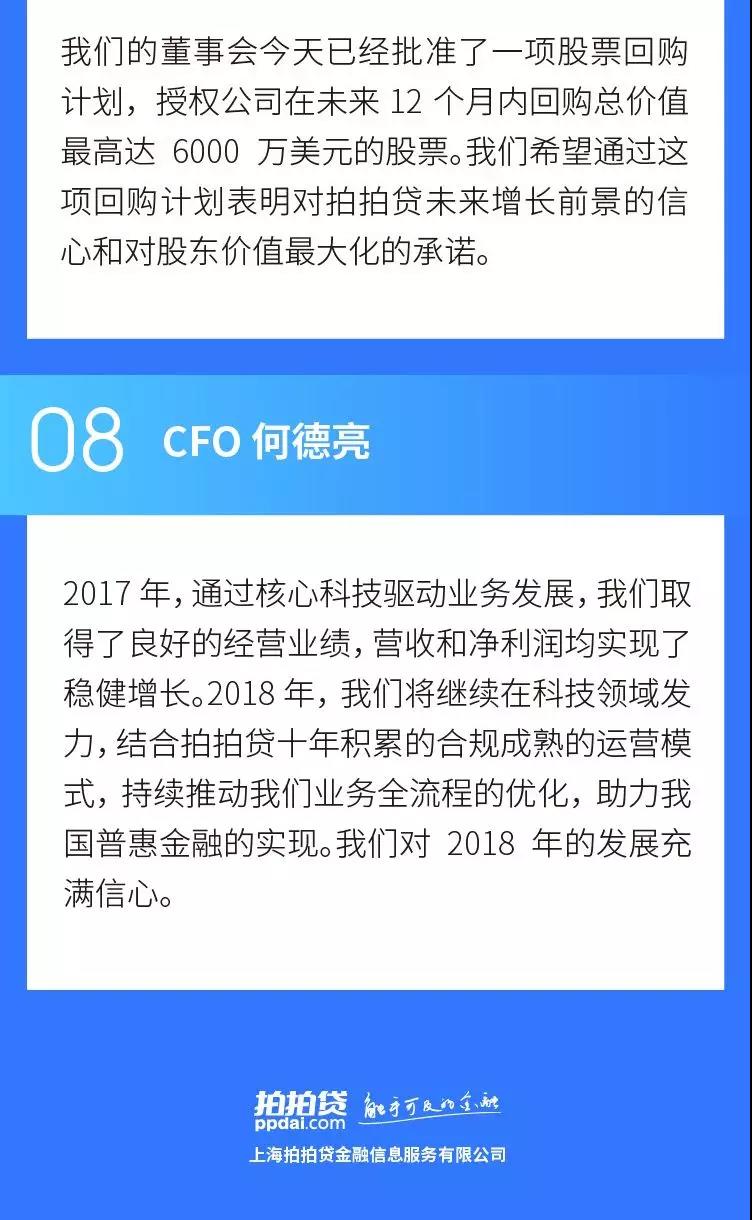 我们的董事会今天已经批准了一项股票回购
计划，授权公司在未来 12 个月内回购总价值
最高达 6000 万美元的股票。我们希望通过这
项回购计划表明对拍拍贷未来增长前景的信
心和对股东价值最大化的承诺。
08 CFO 何德亮
2017 年，通过核心科技驱动业务发展，我们取
得了良好的经营业绩，营收和净利润均实现了
稳健增长。2018 年，我们将继续在科技领域发
力，结合拍拍贷十年积累的合规成熟的运营模
式，持续推动我们业务全流程的优化，助力我
国普惠金融的实现。我们对 2018 年的发展充
满信心。
拍拍贷 触手可及的金融
ppdai.com
上海拍拍贷金融信息服务有限公司